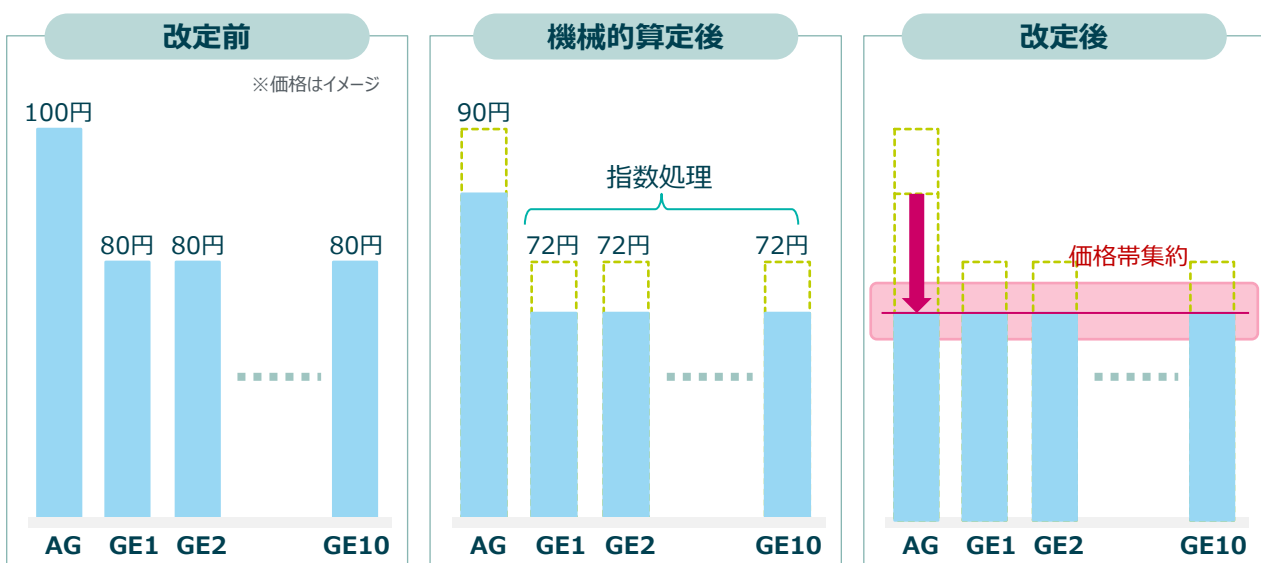 改定前
※価格はイメージ
100円
80円 80円 80円
AG GE1 GE2 GE10
機械的算定後
90円
指数処理
72円 72円 72円
AG GE1 GE2 GE10
改定後
価格帯集約
AG GE1 GE2 GE10